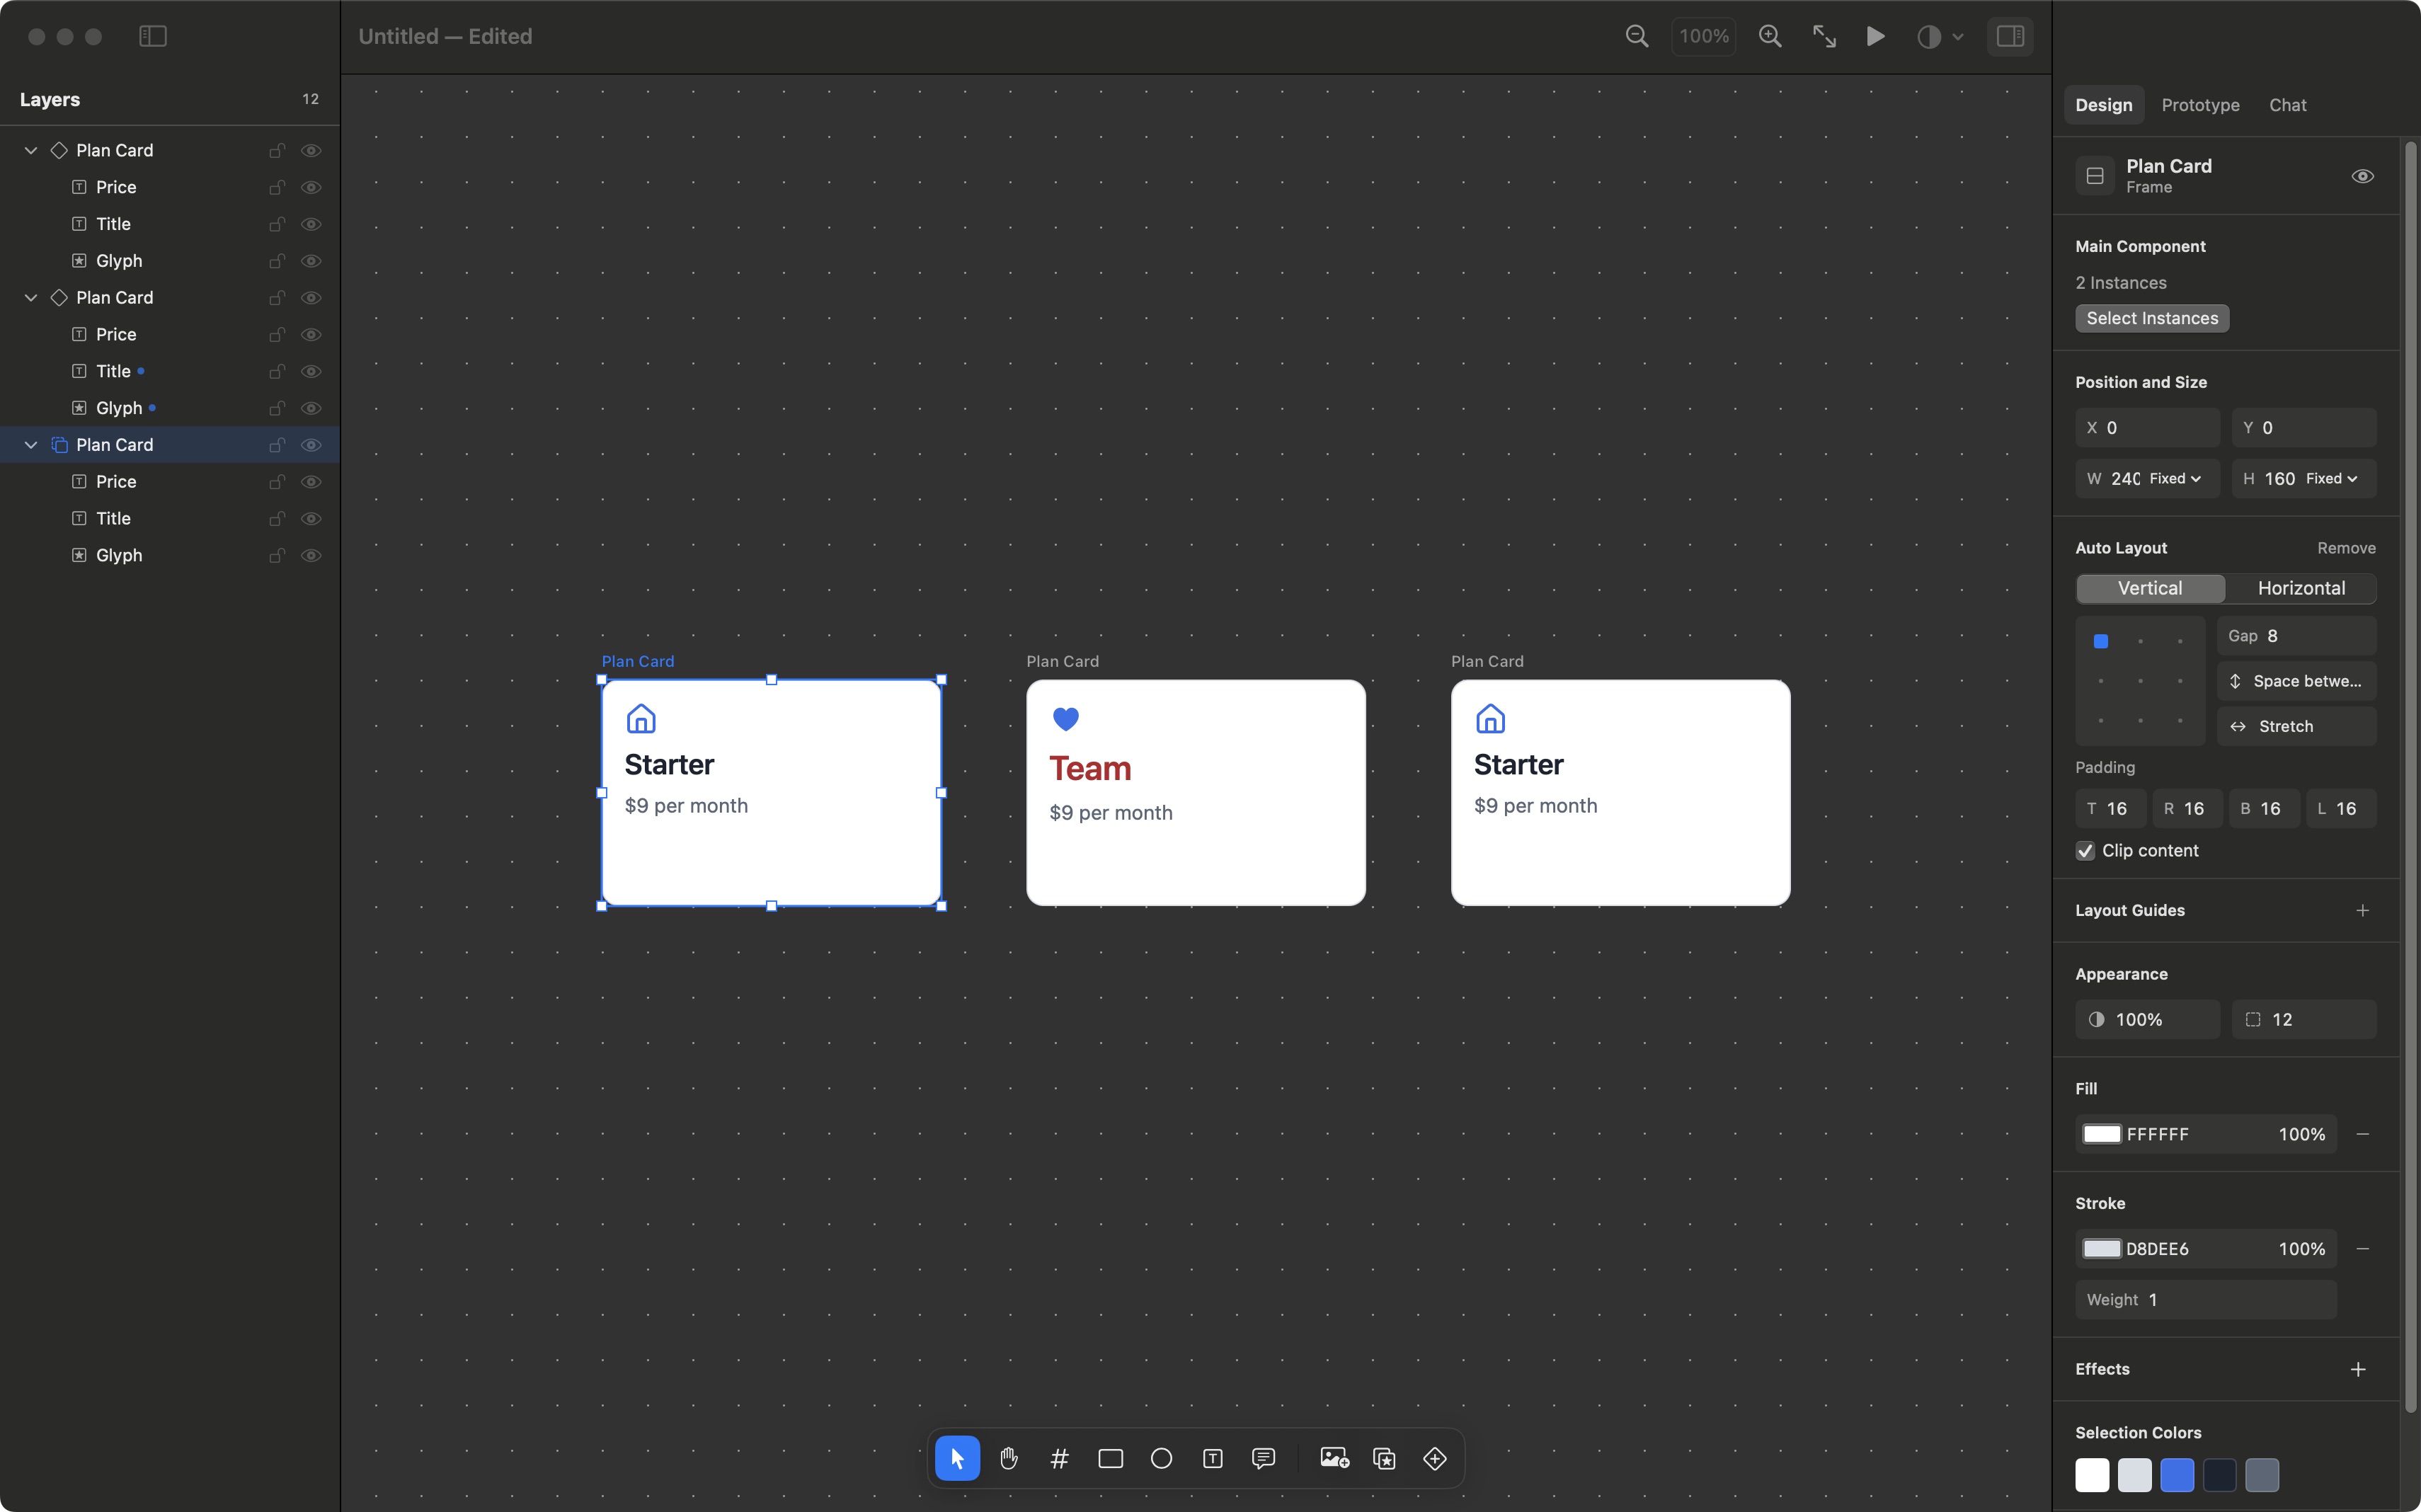 Untitled — Edited
100%
Layers
12
Plan Card
Price
Title
Glyph
Plan Card
Price
Title
Glyph
Plan Card
Price
Title
Glyph
Plan Card
Starter
$9 per month
Plan Card
Team
$9 per month
Plan Card
Starter
$9 per month
Design Prototype Chat
Plan Card
Frame
Main Component
2 Instances
Select Instances
Position and Size
X 0 Y 0
W 240 Fixed H 160 Fixed
Auto Layout Remove
Vertical Horizontal
Gap 8
Space betwe...
Stretch
Padding
T 16 R 16 B 16 L 16
Clip content
Layout Guides
Appearance
100% 12
Fill
FFFFFF 100%
Stroke
D8DEE6 100%
Weight 1
Effects
Selection Colors